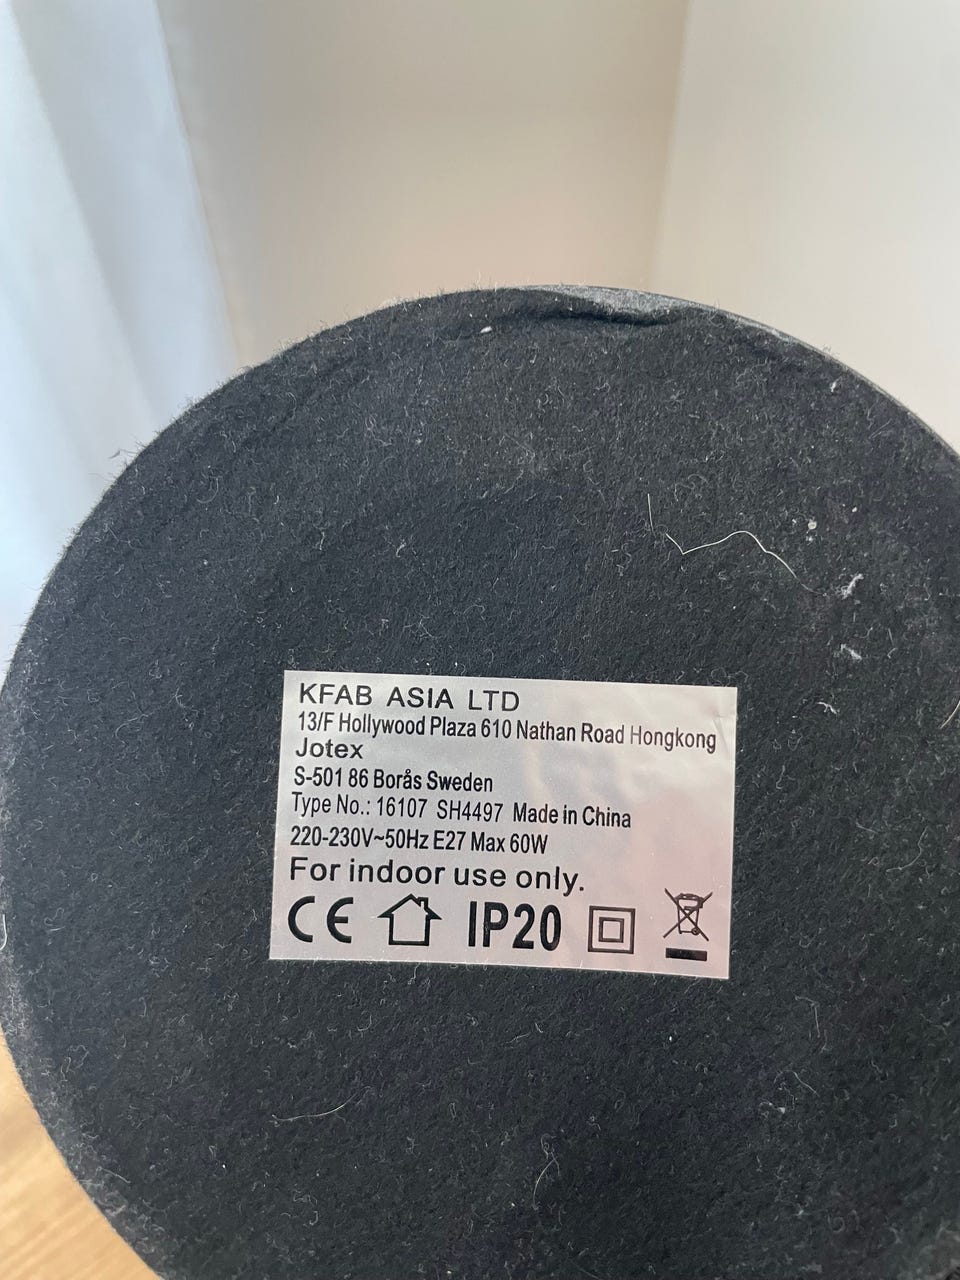 KFAB ASIA LTD
13/F Hollywood Plaza 610 Nathan Road Hongkong
Jotex
S-501 86 Borås Sweden
Type No.: 16107 SH4497 Made in China
220-230V~50Hz E27 Max 60W
For indoor use only.
CE IP20